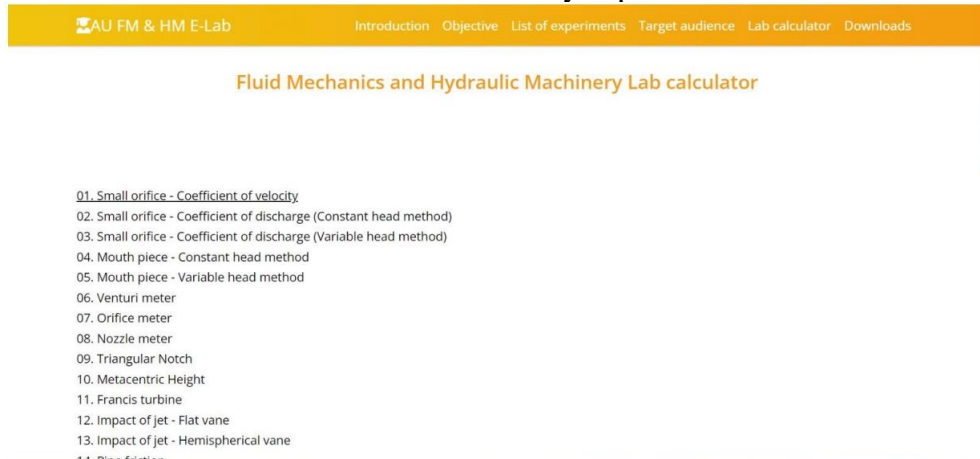 AU FM & HM E-Lab Introduction Objective List of experiments Target audience Lab calculator Downloads
Fluid Mechanics and Hydraulic Machinery Lab calculator
01. Small orifice - Coefficient of velocity
02. Small orifice - Coefficient of discharge (Constant head method)
03. Small orifice - Coefficient of discharge (Variable head method)
04. Mouth piece - Constant head method
05. Mouth piece - Variable head method
06. Venturi meter
07. Orifice meter
08. Nozzle meter
09. Triangular Notch
10. Metacentric Height
11. Francis turbine
12. Impact of jet - Flat vane
13. Impact of jet - Hemispherical vane
14. Pipe friction